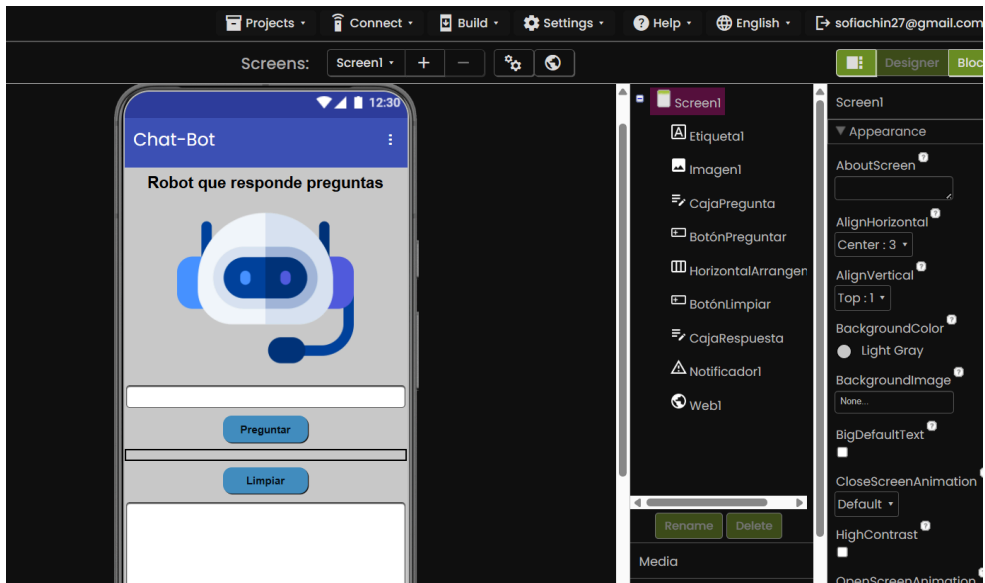 Projects Connect Build Settings Help English sofiachin27@gmail.com
Screens: Screen1 + −
Designer Bloc
12:30
Chat-Bot
Robot que responde preguntas
Preguntar
Limpiar
Screen1
Etiqueta1
Imagen1
CajaPregunta
BotónPreguntar
HorizontalArrangen
BotónLimpiar
CajaRespuesta
Notificador1
Web1
Rename Delete
Media
Screen1
Appearance
AboutScreen ?
AlignHorizontal ?
Center : 3
AlignVertical ?
Top : 1
BackgroundColor ?
Light Gray
BackgroundImage ?
None...
BigDefaultText ?
CloseScreenAnimation
Default
HighContrast ?
OpenScreenAnimation